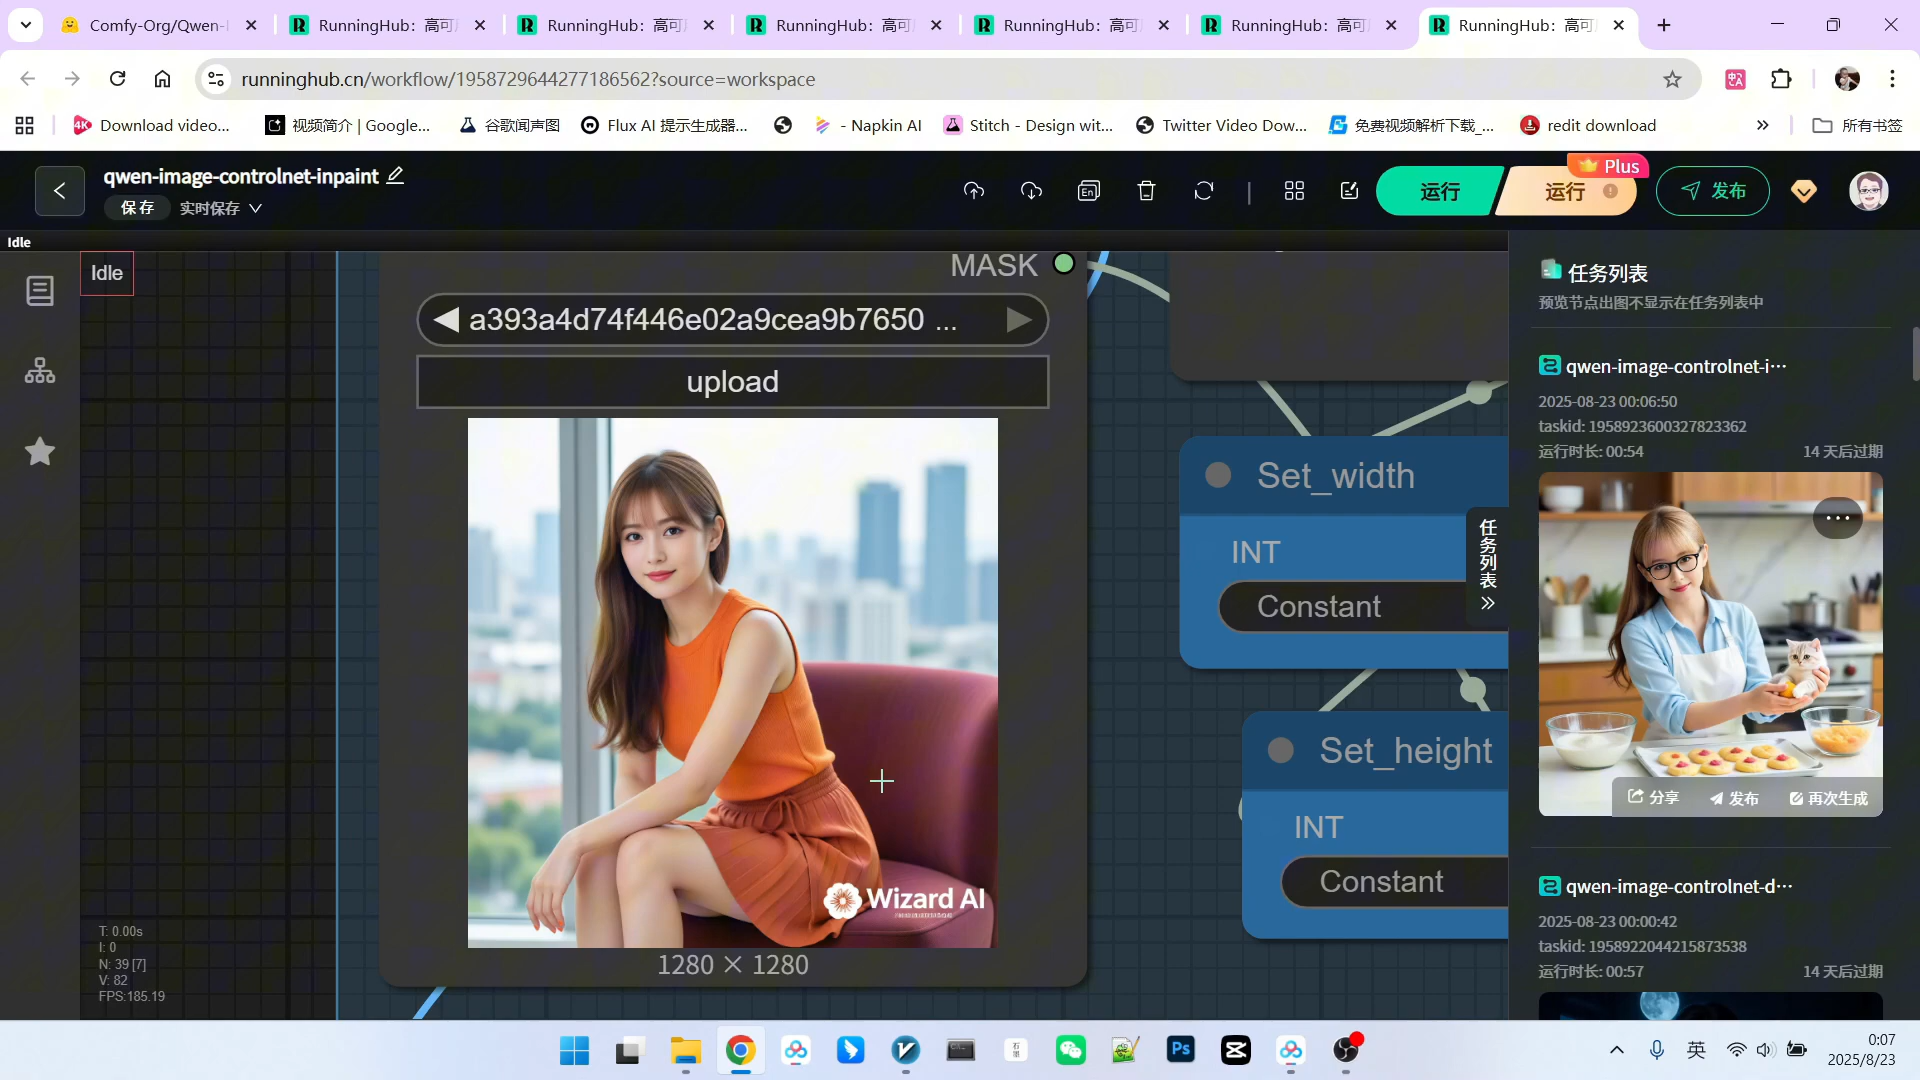 Comfy-Org/Qwen-I
RunningHub：高可用
RunningHub：高可用
RunningHub：高可用
RunningHub：高可用
RunningHub：高可用
RunningHub：高可用
runninghub.cn/workflow/1958729644277186562?source=workspace
Download video...
视频简介 | Google...
谷歌闻声图
Flux AI 提示生成器...
- Napkin AI
Stitch - Design wit...
Twitter Video Dow...
免费视频解析下载_...
redit download
所有书签
qwen-image-controlnet-inpaint
保存
实时保存
En
运行
运行
Plus
发布
Idle
Idle
MASK
a393a4d74f446e02a9cea9b7650 ...
upload
Wizard AI
1280 × 1280
Set_width
INT
Constant
Set_height
INT
Constant
任务列表
T: 0.00s
I: 0
N: 39 [7]
V: 82
FPS:185.19
任务列表
预览节点出图不显示在任务列表中
qwen-image-controlnet-i···
2025-08-23 00:06:50
taskid: 1958923600327823362
运行时长: 00:54
14 天后过期
分享
发布
再次生成
qwen-image-controlnet-d···
2025-08-23 00:00:42
taskid: 1958922044215873538
运行时长: 00:57
14 天后过期
石墨
Ps
英
0:07
2025/8/23